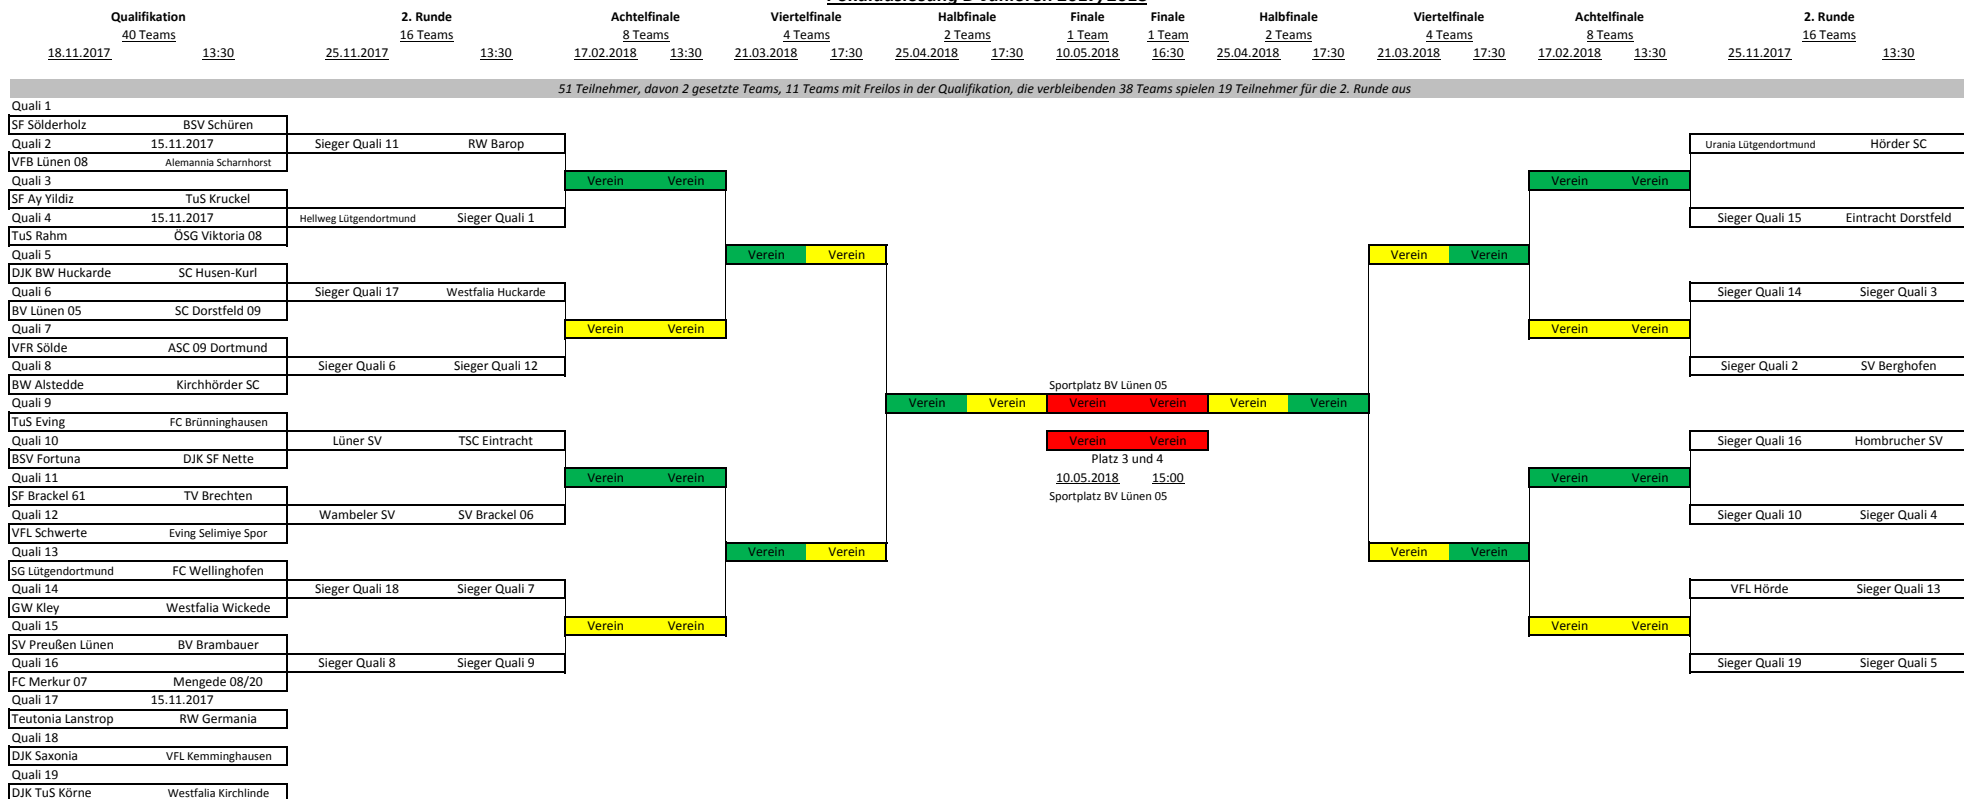 Pokalauslosung D-Junioren 2017/2018
Qualifikation 2. Runde Achtelfinale Viertelfinale Halbfinale Finale Finale Halbfinale Viertelfinale Achtelfinale 2. Runde
40 Teams 16 Teams 8 Teams 4 Teams 2 Teams 1 Team 1 Team 2 Teams 4 Teams 8 Teams 16 Teams
18.11.2017 13:30 25.11.2017 13:30 17.02.2018 13:30 21.03.2018 17:30 25.04.2018 17:30 10.05.2018 16:30 25.04.2018 17:30 21.03.2018 17:30 17.02.2018 13:30 25.11.2017 13:30
51 Teilnehmer, davon 2 gesetzte Teams, 11 Teams mit Freilos in der Qualifikation, die verbleibenden 38 Teams spielen 19 Teilnehmer für die 2. Runde aus
Quali 1
SF Sölderholz BSV Schüren
Quali 2 15.11.2017 Sieger Quali 11 RW Barop Urania Lütgendortmund Hörder SC
VFB Lünen 08 Alemannia Scharnhorst
Quali 3 Verein Verein Verein Verein
SF Ay Yildiz TuS Kruckel
Quali 4 15.11.2017 Hellweg Lütgendortmund Sieger Quali 1 Sieger Quali 15 Eintracht Dorstfeld
TuS Rahm ÖSG Viktoria 08
Quali 5 Verein Verein Verein Verein
DJK BW Huckarde SC Husen-Kurl
Quali 6 Sieger Quali 17 Westfalia Huckarde Sieger Quali 14 Sieger Quali 3
BV Lünen 05 SC Dorstfeld 09
Quali 7 Verein Verein Verein Verein
VFR Sölde ASC 09 Dortmund
Quali 8 Sieger Quali 6 Sieger Quali 12 Sieger Quali 2 SV Berghofen
BW Alstedde Kirchhörder SC Sportplatz BV Lünen 05
Quali 9 Verein Verein Verein Verein Verein Verein
TuS Eving FC Brünninghausen
Quali 10 Lüner SV TSC Eintracht Verein Verein Sieger Quali 16 Hombrucher SV
BSV Fortuna DJK SF Nette Platz 3 und 4
Quali 11 Verein Verein 10.05.2018 15:00 Verein Verein
SF Brackel 61 TV Brechten Sportplatz BV Lünen 05
Quali 12 Wambeler SV SV Brackel 06 Sieger Quali 10 Sieger Quali 4
VFL Schwerte Eving Selimiye Spor
Quali 13 Verein Verein Verein Verein
SG Lütgendortmund FC Wellinghofen
Quali 14 Sieger Quali 18 Sieger Quali 7 VFL Hörde Sieger Quali 13
GW Kley Westfalia Wickede
Quali 15 Verein Verein Verein Verein
SV Preußen Lünen BV Brambauer
Quali 16 Sieger Quali 8 Sieger Quali 9 Sieger Quali 19 Sieger Quali 5
FC Merkur 07 Mengede 08/20
Quali 17 15.11.2017
Teutonia Lanstrop RW Germania
Quali 18
DJK Saxonia VFL Kemminghausen
Quali 19
DJK TuS Körne Westfalia Kirchlinde